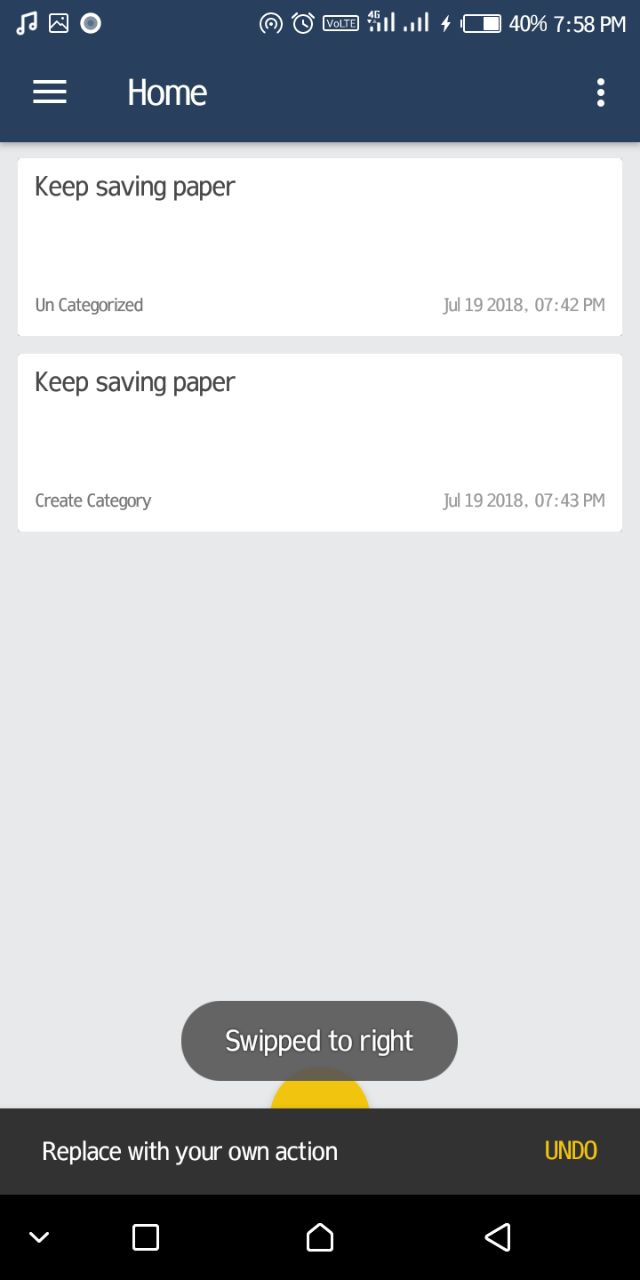 VoLTE 4G 40% 7:58 PM
Home
Keep saving paper
Un Categorized Jul 19 2018, 07:42 PM
Keep saving paper
Create Category Jul 19 2018, 07:43 PM
Swipped to right
Replace with your own action UNDO